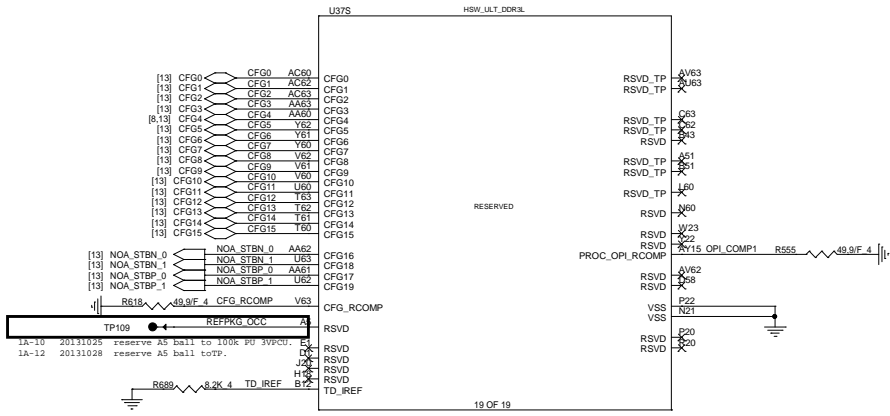 U37S HSW_ULT_DDR3L
[13] CFG0 CFG0 AC60 CFG0
[13] CFG1 CFG1 AC62 CFG1
[13] CFG2 CFG2 AC63 CFG2
[13] CFG3 CFG3 AA63 CFG3
[8,13] CFG4 CFG4 AA60 CFG4
[13] CFG5 CFG5 Y62 CFG5
[13] CFG6 CFG6 Y61 CFG6
[13] CFG7 CFG7 Y60 CFG7
[13] CFG8 CFG8 V62 CFG8
[13] CFG9 CFG9 V61 CFG9
[13] CFG10 CFG10 V60 CFG10
[13] CFG11 CFG11 U60 CFG11
[13] CFG12 CFG12 T63 CFG12
[13] CFG13 CFG13 T62 CFG13
[13] CFG14 CFG14 T61 CFG14
[13] CFG15 CFG15 T60 CFG15
[13] NOA_STBN_0 NOA_STBN_0 AA62 CFG16
[13] NOA_STBN_1 NOA_STBN_1 U63 CFG18
[13] NOA_STBP_0 NOA_STBP_0 AA61 CFG17
[13] NOA_STBP_1 NOA_STBP_1 U62 CFG19
R618 49,9/F_4 CFG_RCOMP V63 CFG_RCOMP
TP109 REFPKG_OCC A5 RSVD
1A-10 20131025 reserve A5 ball to 100k PU 3VPCU.
1A-12 20131028 reserve A5 ball toTP.
E1 RSVD
D1 RSVD
J20 RSVD
H18 RSVD
R689 8.2K_4 TD_IREF B12 TD_IREF
RESERVED
RSVD_TP AV63
RSVD_TP AU63
RSVD_TP C63
RSVD_TP C62
RSVD B43
RSVD_TP A51
RSVD_TP B51
RSVD_TP L60
RSVD N60
RSVD W23
RSVD Y22
PROC_OPI_RCOMP AY15 OPI_COMP1 R555 49,9/F_4
RSVD AV62
RSVD D58
VSS P22
VSS N21
RSVD P20
RSVD R20
19 OF 19